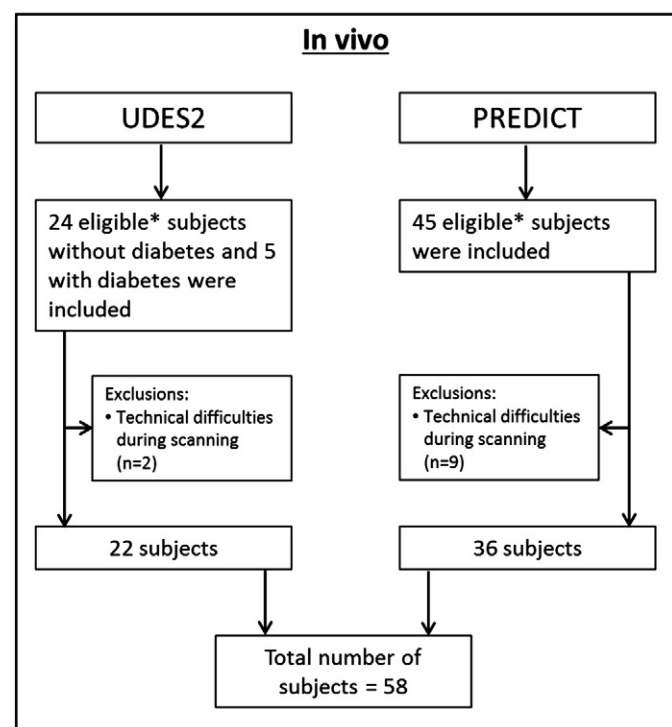 In vivo
UDES2
24 eligible* subjects
without diabetes and 5
with diabetes were
included
Exclusions:
• Technical difficulties
during scanning
(n=2)
22 subjects
PREDICT
45 eligible* subjects
were included
Exclusions:
• Technical difficulties
during scanning
(n=9)
36 subjects
Total number of
subjects = 58